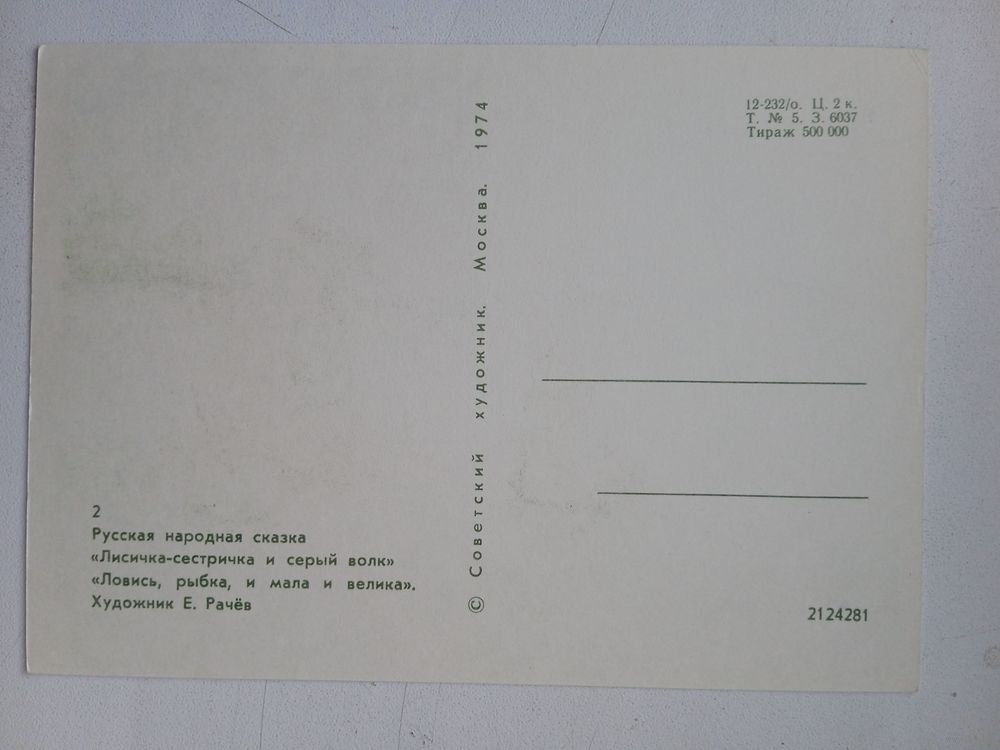 2
Русская народная сказка
«Лисичка-сестричка и серый волк»
«Ловись, рыбка, и мала и велика».
Художник Е. Рачёв
© Советский художник. Москва. 1974
12-232/о. Ц. 2 к.
Т. № 5. З. 6037
Тираж 500 000
2124281